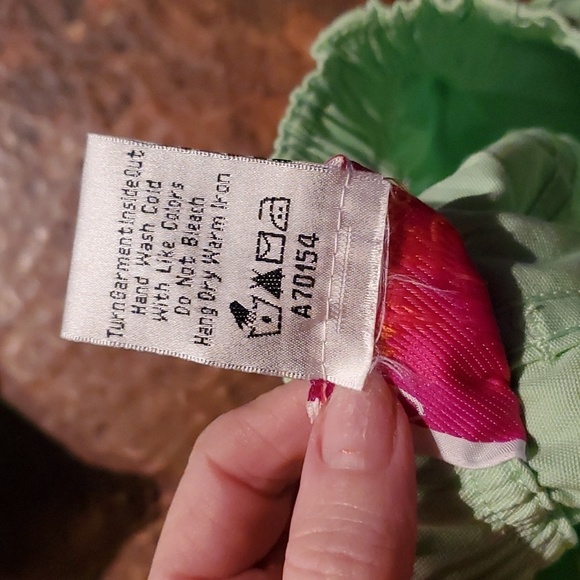 TurnGarmentInsideOut
Hand Wash Cold
With Like Colors
Do Not Bleach
Hang Dry Warm Iron
A70154